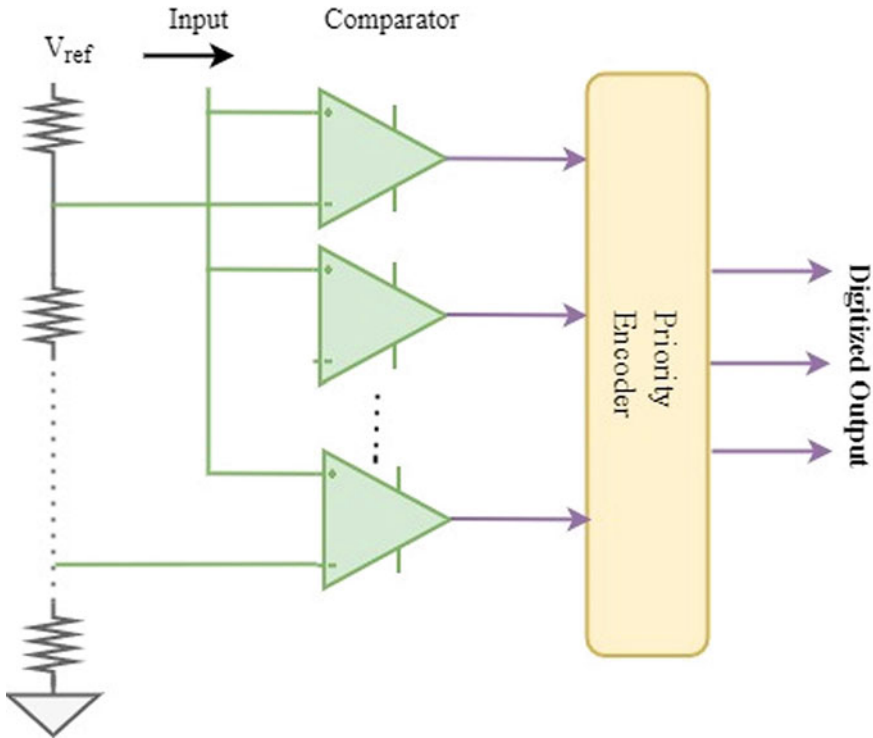 Input
Comparator
Vref
Priority
Encoder
Digitized Output